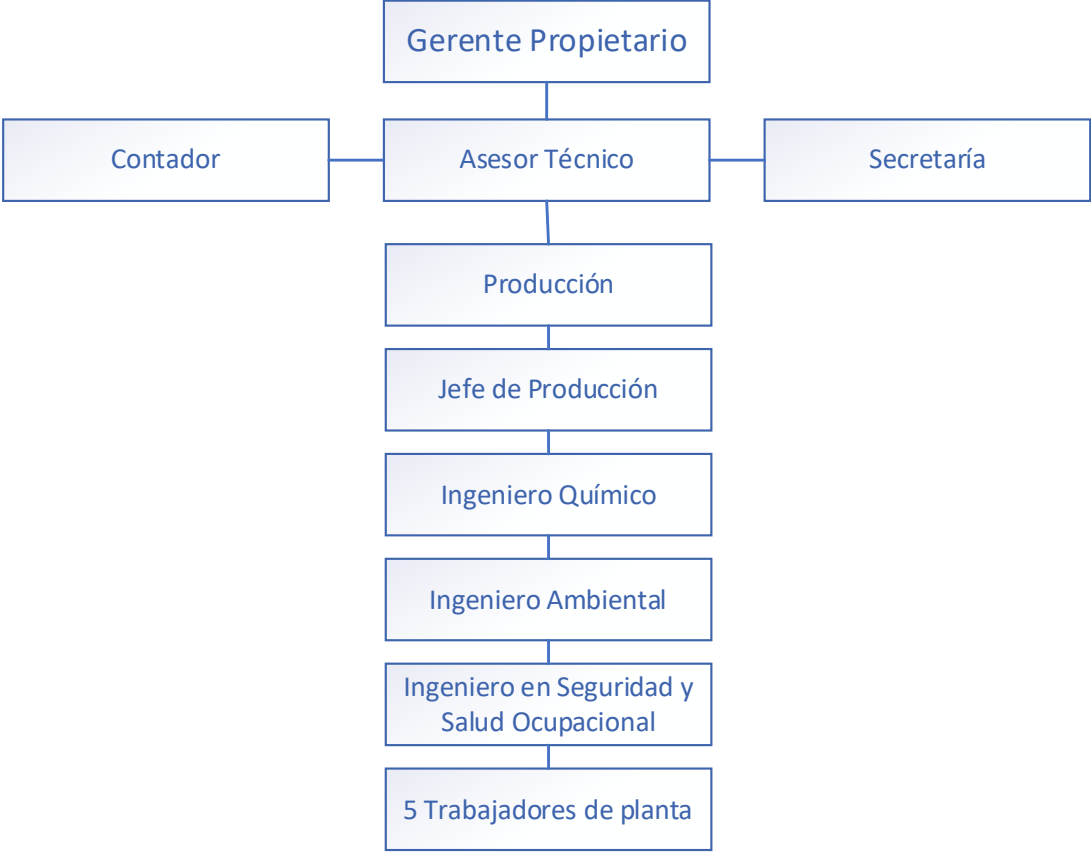 Gerente Propietario
Contador
Asesor Técnico
Secretaría
Producción
Jefe de Producción
Ingeniero Químico
Ingeniero Ambiental
Ingeniero en Seguridad y
Salud Ocupacional
5 Trabajadores de planta